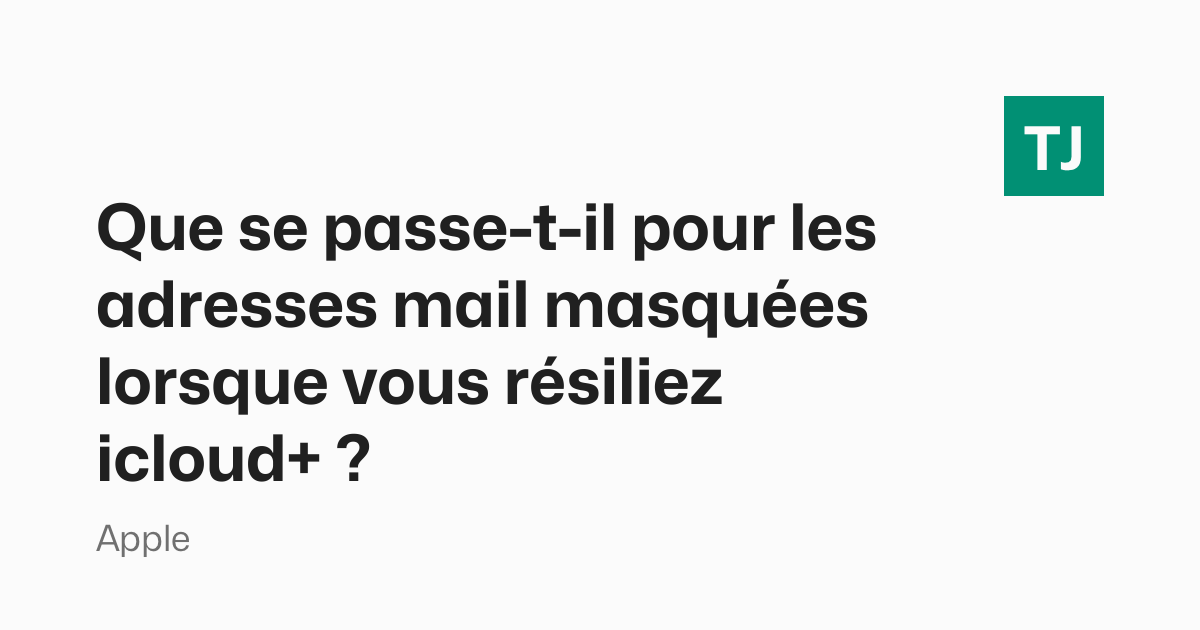 TJ
Que se passe-t-il pour les
adresses mail masquées
lorsque vous résiliez
icloud+ ?
Apple